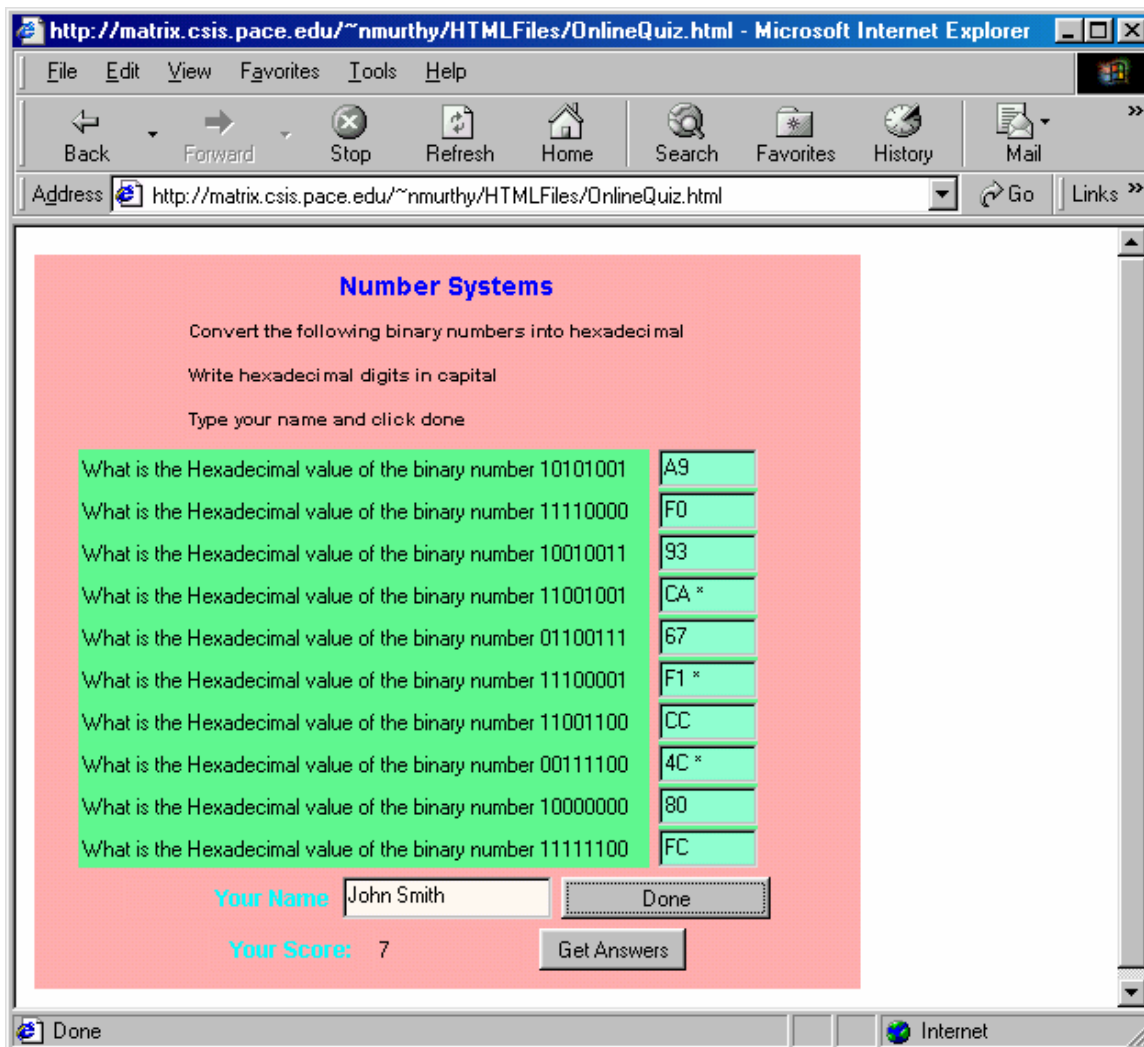 http://matrix.csis.pace.edu/~nmurthy/HTMLFiles/OnlineQuiz.html - Microsoft Internet Explorer
File Edit View Favorites Tools Help
Back Forward Stop Refresh Home Search Favorites History Mail »
Address http://matrix.csis.pace.edu/~nmurthy/HTMLFiles/OnlineQuiz.html Go Links »
Number Systems
Convert the following binary numbers into hexadecimal
Write hexadecimal digits in capital
Type your name and click done
What is the Hexadecimal value of the binary number 10101001 A9
What is the Hexadecimal value of the binary number 11110000 F0
What is the Hexadecimal value of the binary number 10010011 93
What is the Hexadecimal value of the binary number 11001001 CA *
What is the Hexadecimal value of the binary number 01100111 67
What is the Hexadecimal value of the binary number 11100001 F1 *
What is the Hexadecimal value of the binary number 11001100 CC
What is the Hexadecimal value of the binary number 00111100 4C *
What is the Hexadecimal value of the binary number 10000000 80
What is the Hexadecimal value of the binary number 11111100 FC
Your Name John Smith Done
Your Score: 7 Get Answers
Done Internet